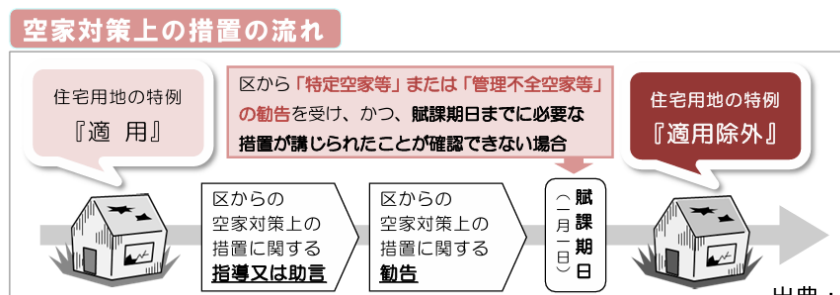 空家対策上の措置の流れ
住宅用地の特例
『適 用』
区から「特定空家等」または「管理不全空家等」
の勧告を受け、かつ、賦課期日までに必要な
措置が講じられたことが確認できない場合
住宅用地の特例
『適用除外』
区からの
空家対策上の
措置に関する
指導又は助言
区からの
空家対策上の
措置に関する
勧告
賦課期日
（一月一日）